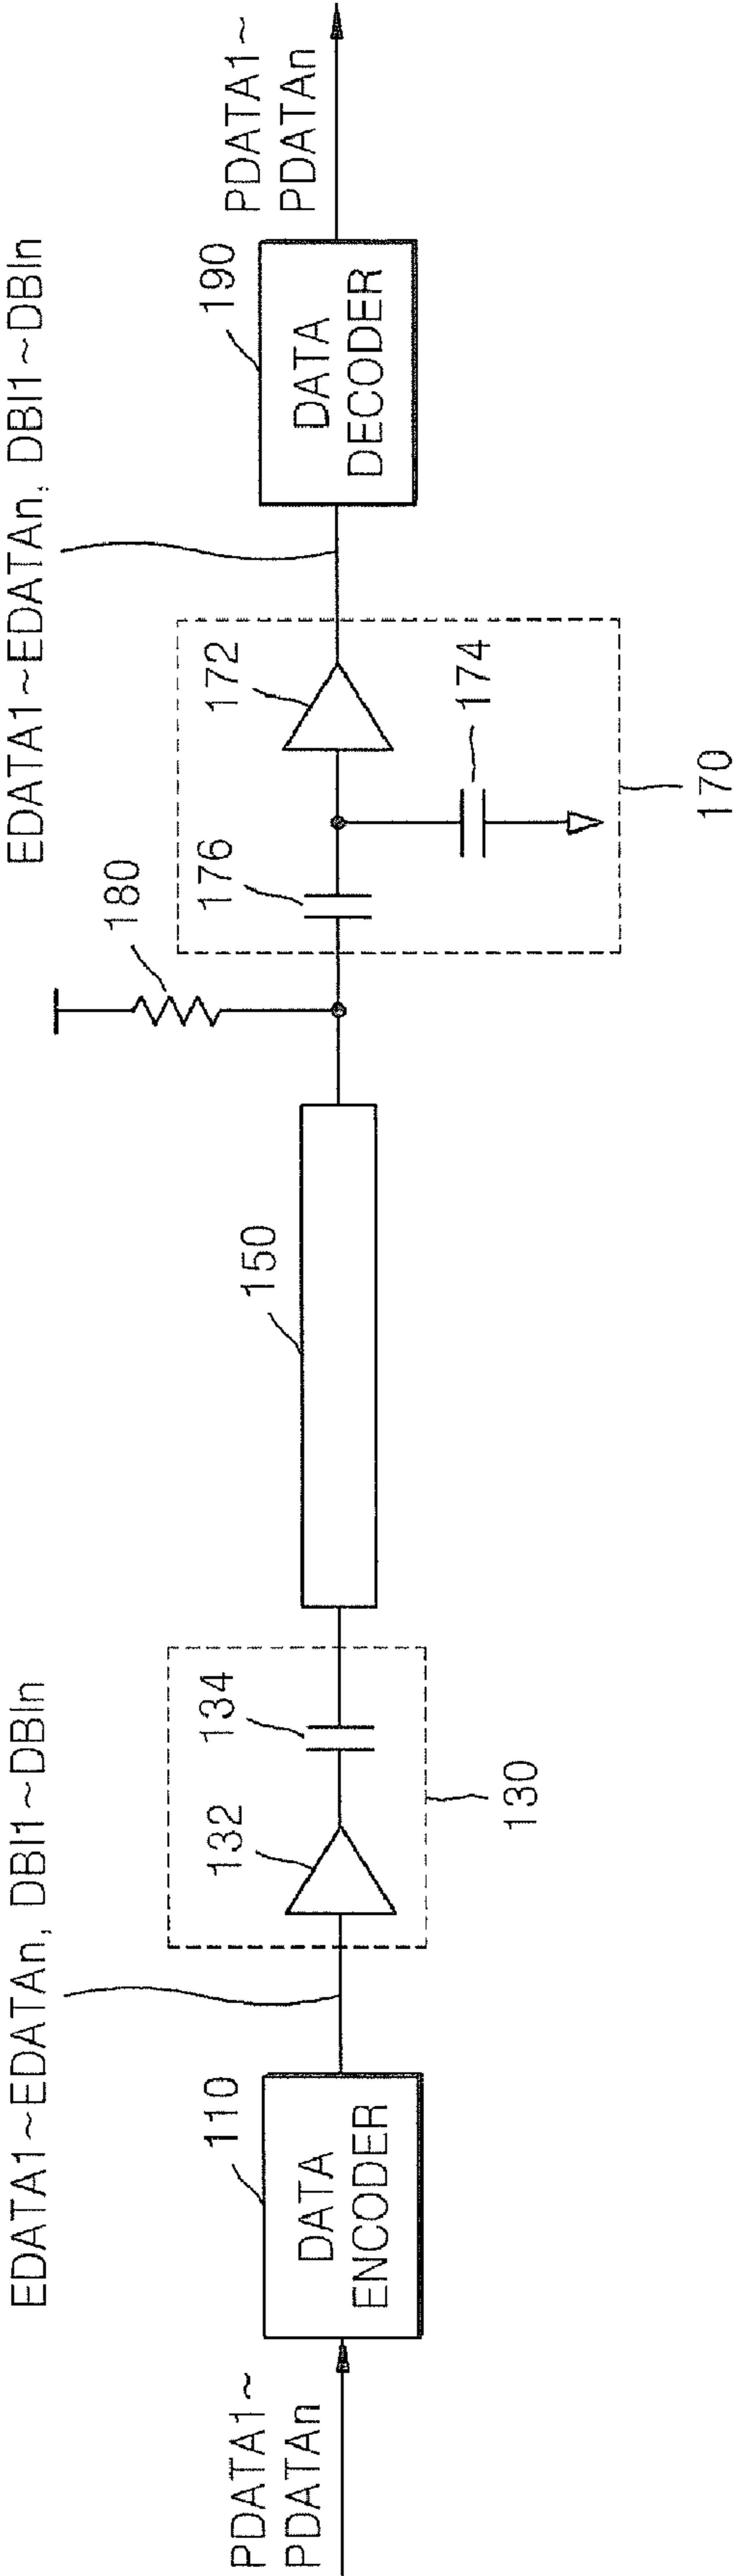 EDATA1~EDATAn, DBI1~DBIn
EDATA1~EDATAn, DBI1~DBIn
PDATA1~
PDATAn
110
DATA
ENCODER
132
134
130
150
180
176
172
174
170
190
DATA
DECODER
PDATA1~
PDATAn